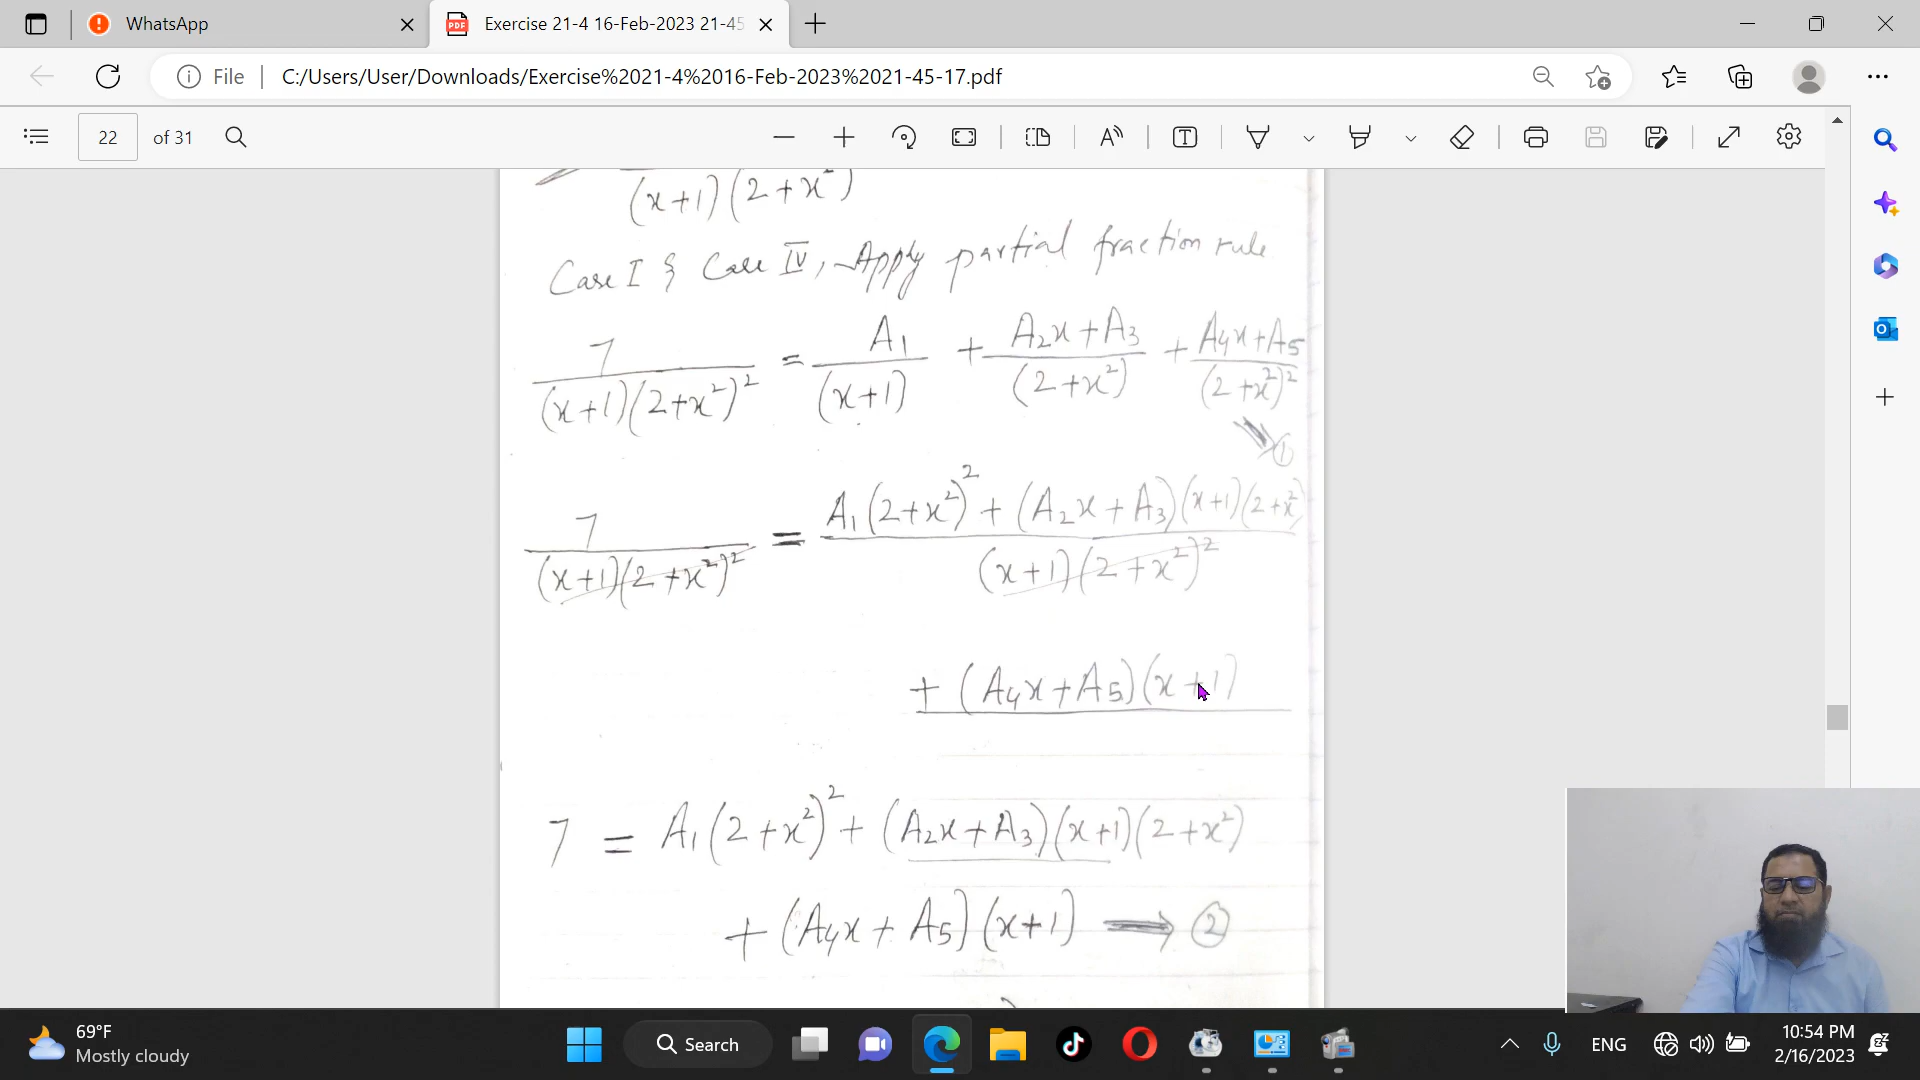 WhatsApp
Exercise 21-4 16-Feb-2023 21-45
File
C:/Users/User/Downloads/Exercise%2021-4%2016-Feb-2023%2021-45-17.pdf
22 of 31
(x+1)(2+x²)
Case I & Case IV, Apply partial fraction rule
7/((x+1)(2+x²)²) = A₁/(x+1) + (A₂x+A₃)/(2+x²) + (A₄x+A₅)/(2+x²)²
①
7/((x+1)(2+x²)²) = A₁(2+x²)² + (A₂x+A₃)(x+1)(2+x²)/((x+1)(2+x²)²)
+ (A₄x+A₅)(x+1)
7 = A₁(2+x²)² + (A₂x+A₃)(x+1)(2+x²)
+ (A₄x+A₅)(x+1) ⟹ ②
69°F
Mostly cloudy
Search
ENG
10:54 PM
2/16/2023